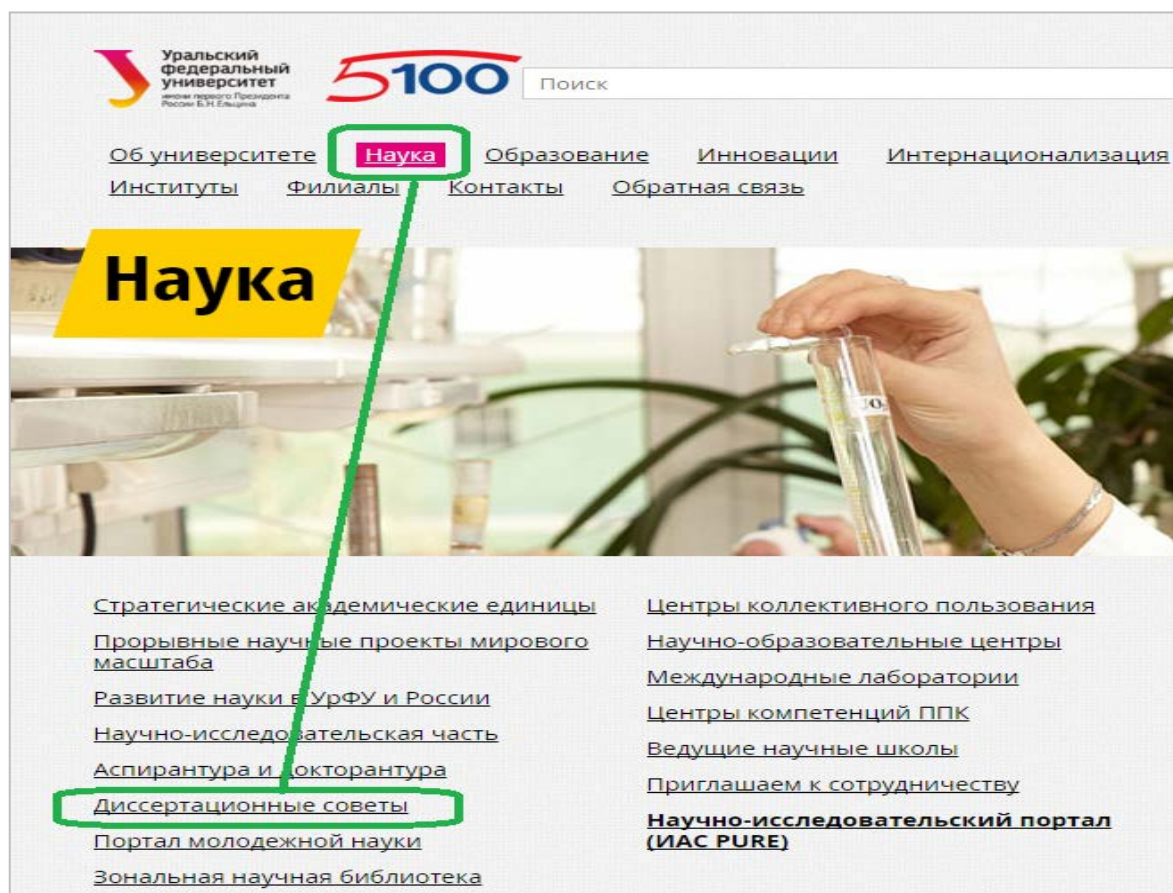 Уральский
федеральный
университет
имени первого Президента
России Б.Н.Ельцина
5100
Поиск
Об университете Наука Образование Инновации Интернационализация
Институты Филиалы Контакты Обратная связь
Наука
Стратегические академические единицы
Прорывные научные проекты мирового
масштаба
Развитие науки в УрФУ и России
Научно-исследовательская часть
Аспирантура и докторантура
Диссертационные советы
Портал молодежной науки
Зональная научная библиотека
Центры коллективного пользования
Научно-образовательные центры
Международные лаборатории
Центры компетенций ППК
Ведущие научные школы
Приглашаем к сотрудничеству
Научно-исследовательский портал
(ИАС PURE)